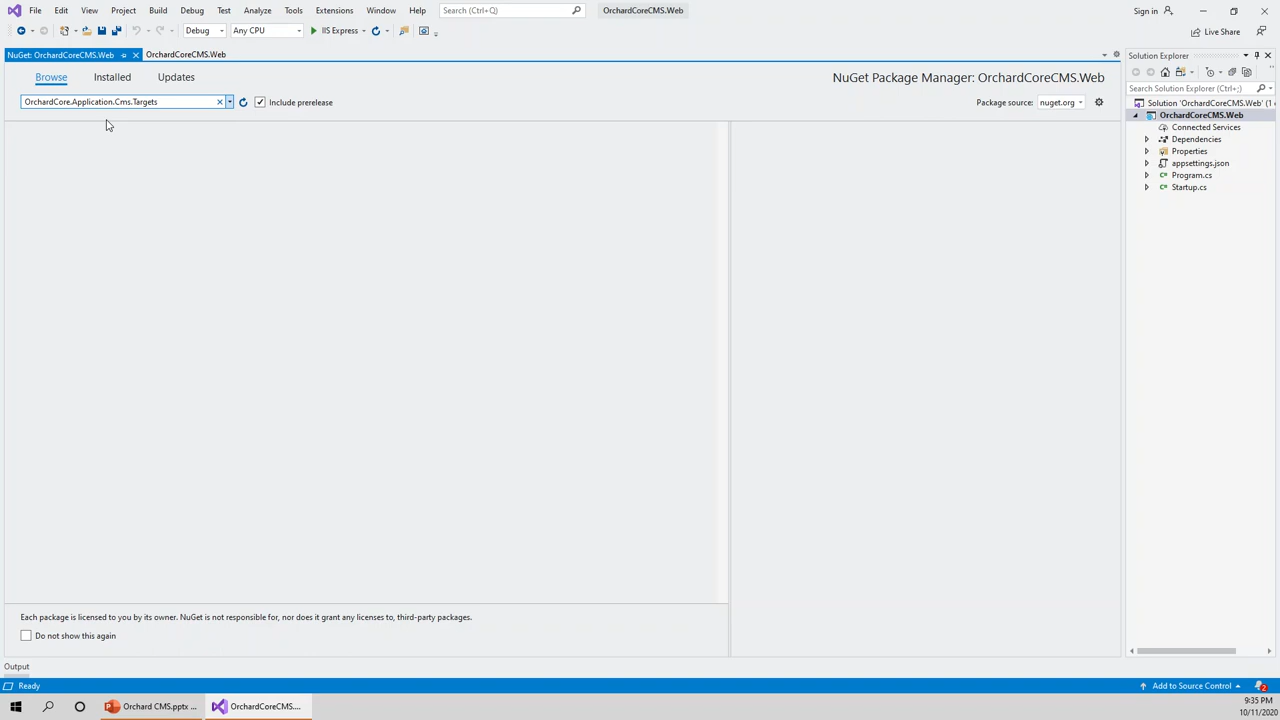 File Edit View Project Build Debug Test Analyze Tools Extensions Window Help Search (Ctrl+Q) OrchardCoreCMS.Web Sign in
Debug Any CPU IIS Express Live Share
NuGet: OrchardCoreCMS.Web OrchardCoreCMS.Web Solution Explorer
Browse Installed Updates NuGet Package Manager: OrchardCoreCMS.Web
Search Solution Explorer (Ctrl+;)
OrchardCore.Application.Cms.Targets Include prerelease Package source: nuget.org
Solution 'OrchardCoreCMS.Web' (1 
OrchardCoreCMS.Web
Connected Services
Dependencies
Properties
appsettings.json
C# Program.cs
C# Startup.cs
Each package is licensed to you by its owner. NuGet is not responsible for, nor does it grant any licenses to, third-party packages.
Do not show this again
Output
Ready Add to Source Control 2
Orchard CMS.pptx ... OrchardCoreCMS.... 9:35 PM
10/11/2020